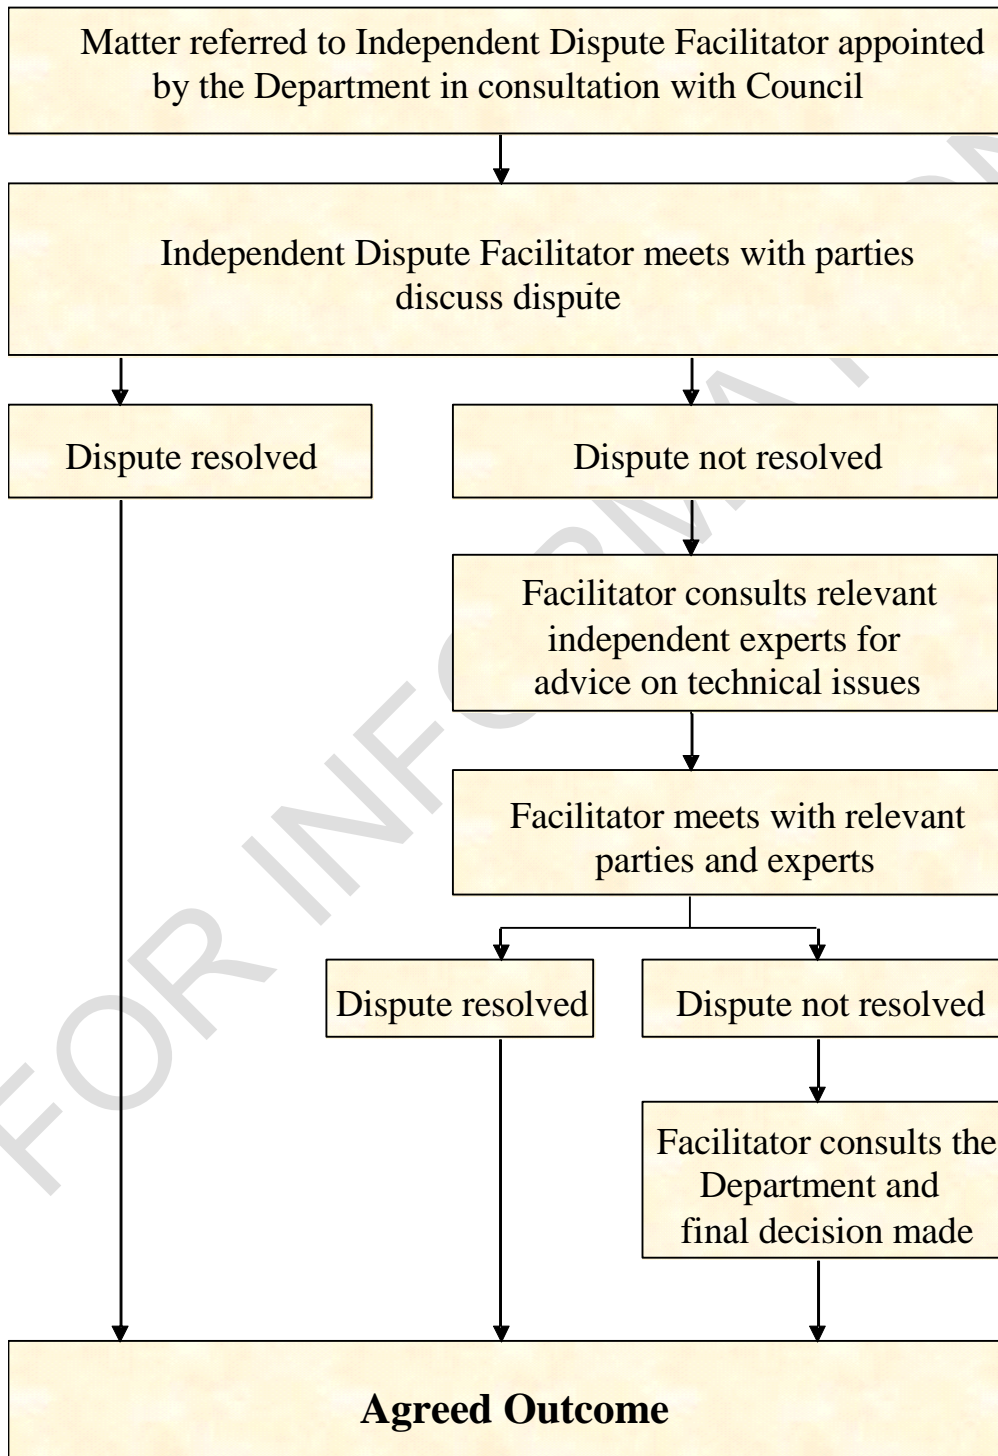 Matter referred to Independent Dispute Facilitator appointed
by the Department in consultation with Council
Independent Dispute Facilitator meets with parties
discuss dispute
Dispute resolved
Dispute not resolved
Facilitator consults relevant
independent experts for
advice on technical issues
Facilitator meets with relevant
parties and experts
Dispute resolved
Dispute not resolved
Facilitator consults the
Department and
final decision made
Agreed Outcome
FOR INFORMATION